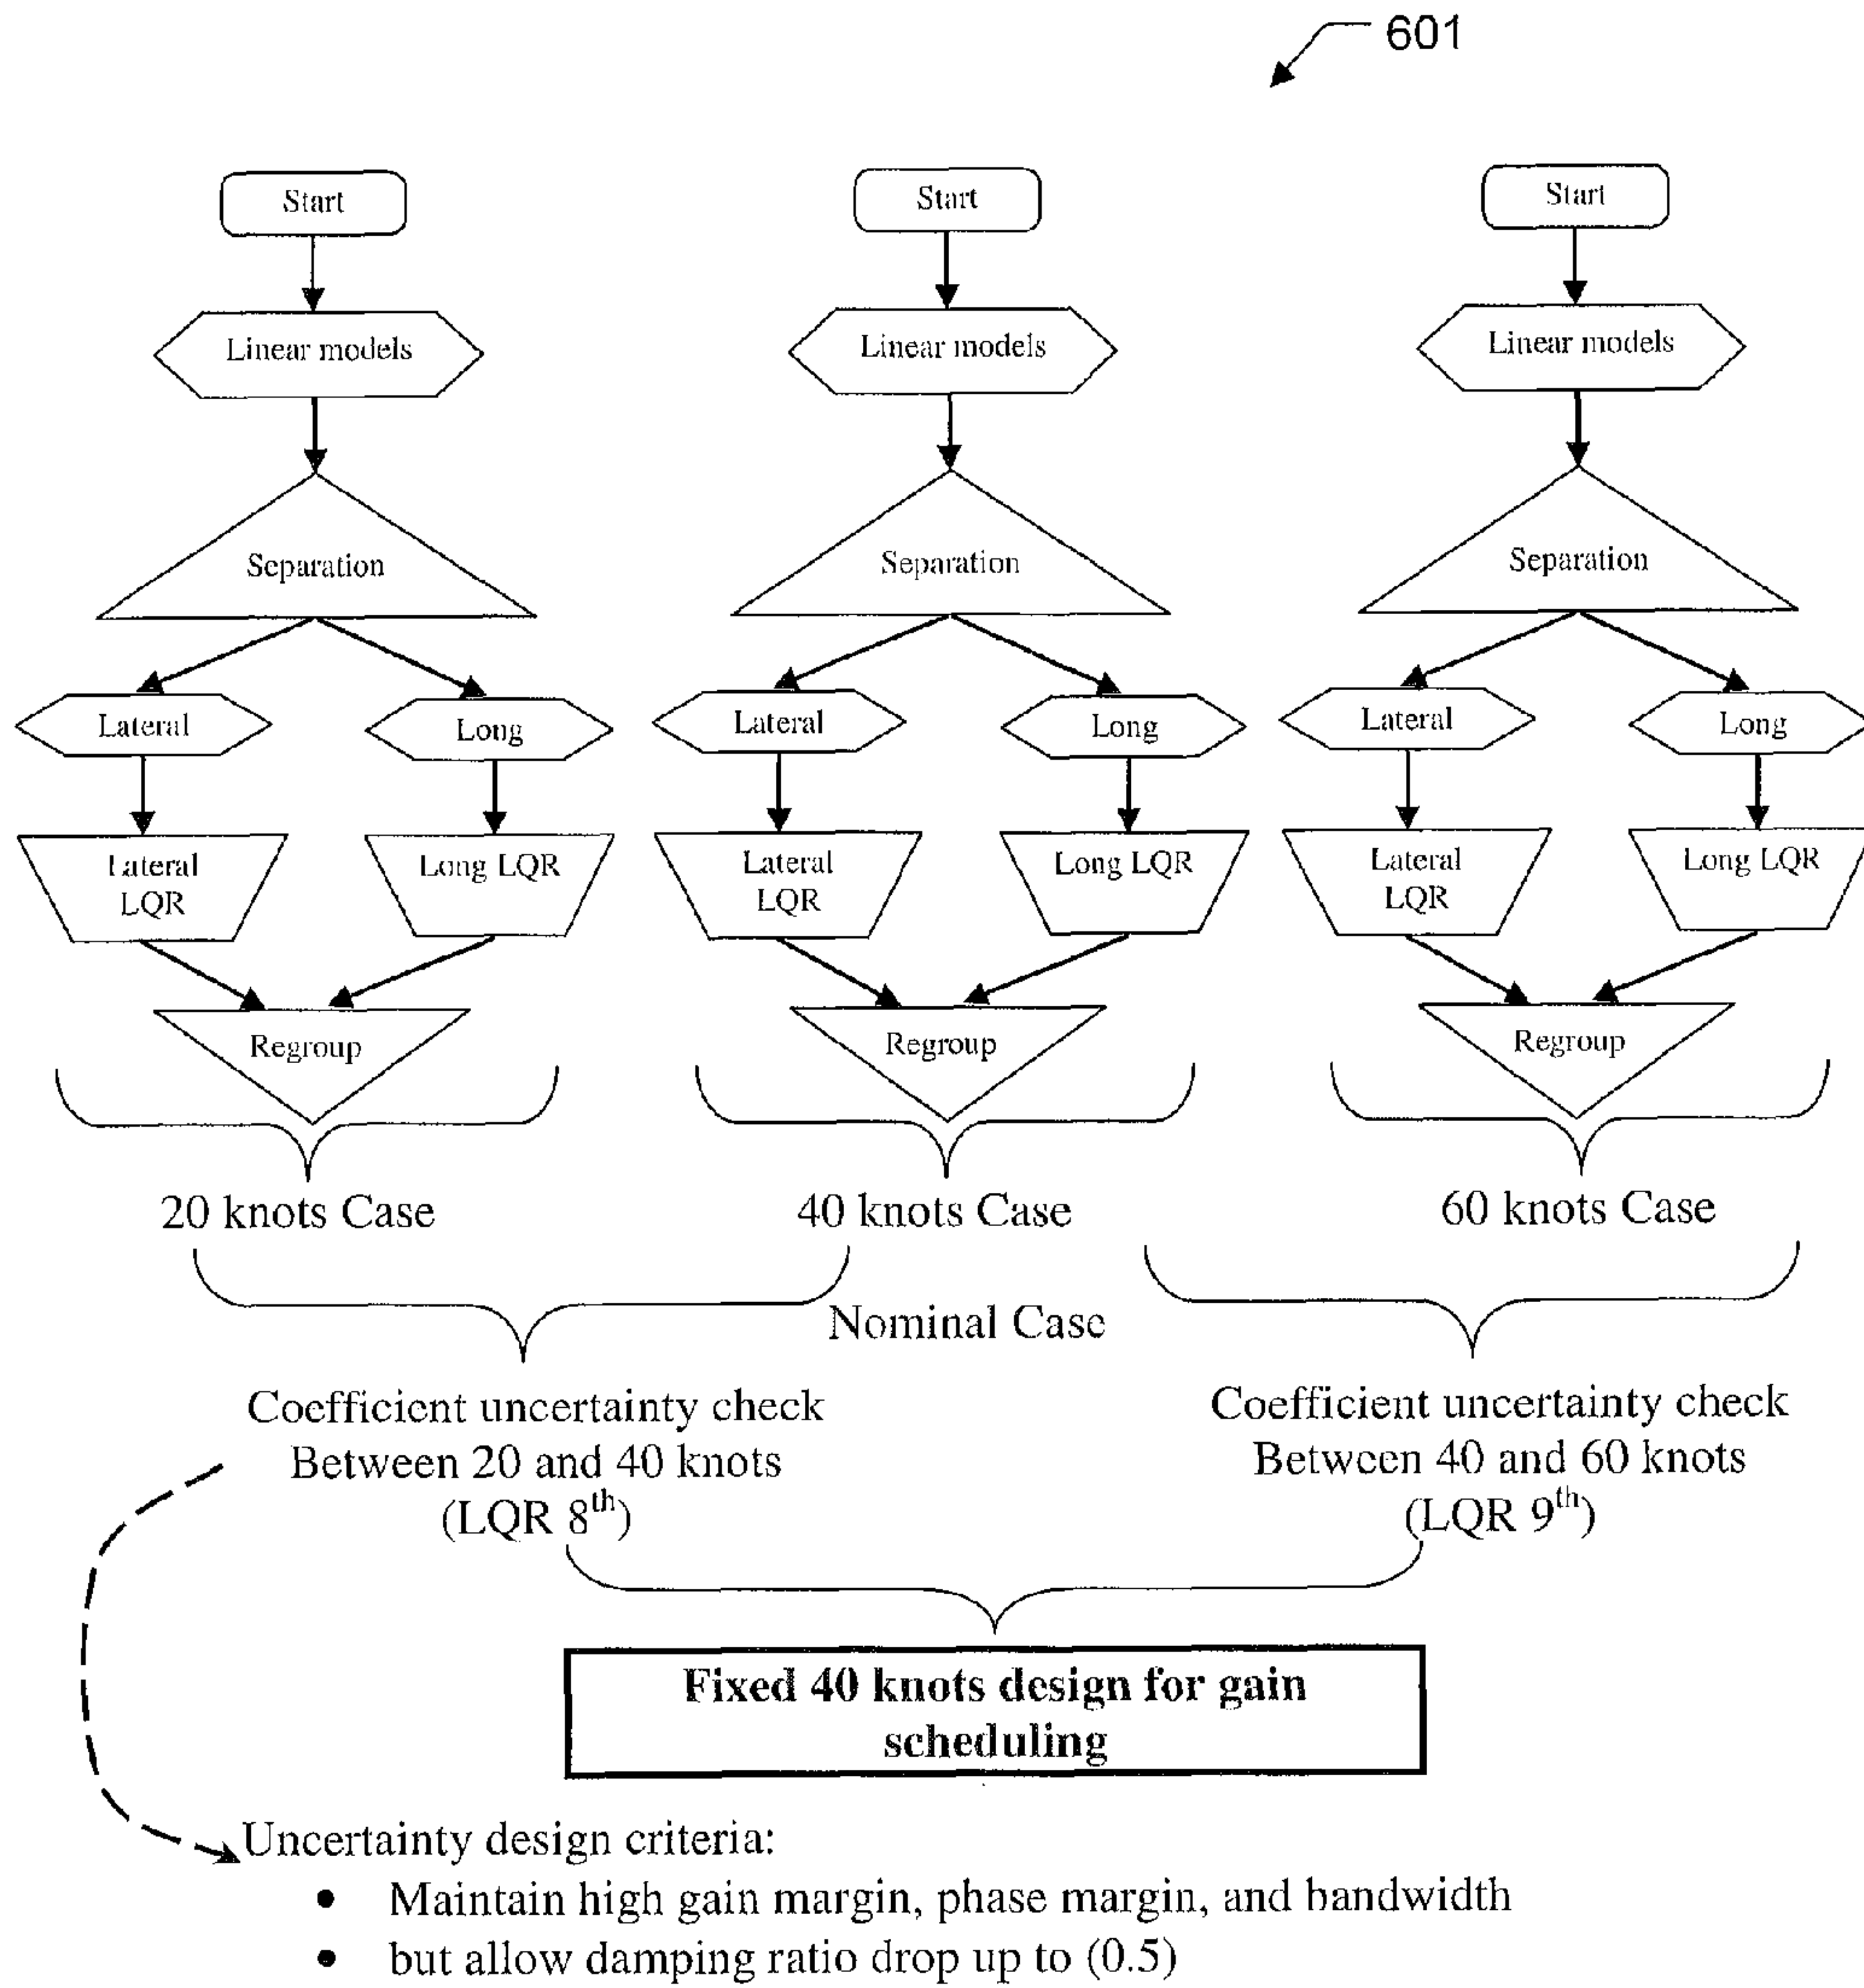 601
Start
Start
Start
Linear models
Linear models
Linear models
Separation
Separation
Separation
Lateral
Long
Lateral
Long
Lateral
Long
Lateral
LQR
Long LQR
Lateral
LQR
Long LQR
Lateral
LQR
Long LQR
Regroup
Regroup
Regroup
20 knots Case
40 knots Case
60 knots Case
Nominal Case
Coefficient uncertainty check
Between 20 and 40 knots
(LQR 8th)
Coefficient uncertainty check
Between 40 and 60 knots
(LQR 9th)
Fixed 40 knots design for gain
scheduling
Uncertainty design criteria:
• Maintain high gain margin, phase margin, and bandwidth
• but allow damping ratio drop up to (0.5)